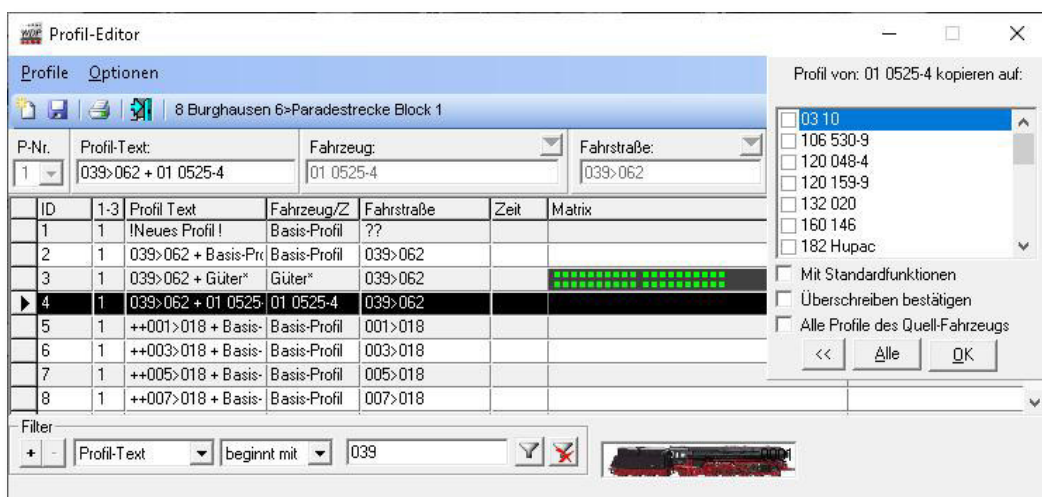 Profil-Editor
Profile Optionen
8 Burghausen 6>Paradestrecke Block 1
P-Nr. Profil-Text: Fahrzeug: Fahrstraße:
1 039>062 + 01 0525-4 01 0525-4 039>062
ID 1-3 Profil Text Fahrzeug/Z Fahrstraße Zeit Matrix
1 1 !Neues Profil ! Basis-Profil ??
2 1 039>062 + Basis-Pro Basis-Profil 039>062
3 1 039>062 + Güter* Güter* 039>062
4 1 039>062 + 01 0525- 01 0525-4 039>062
5 1 ++001>018 + Basis- Basis-Profil 001>018
6 1 ++003>018 + Basis- Basis-Profil 003>018
7 1 ++005>018 + Basis- Basis-Profil 005>018
8 1 ++007>018 + Basis- Basis-Profil 007>018
Profil von: 01 0525-4 kopieren auf:
03 10
106 530-9
120 048-4
120 159-9
132 020
160 146
182 Hupac
Mit Standardfunktionen
Überschreiben bestätigen
Alle Profile des Quell-Fahrzeugs
<< Alle OK
Filter
+ - Profil-Text beginnt mit 039
0001